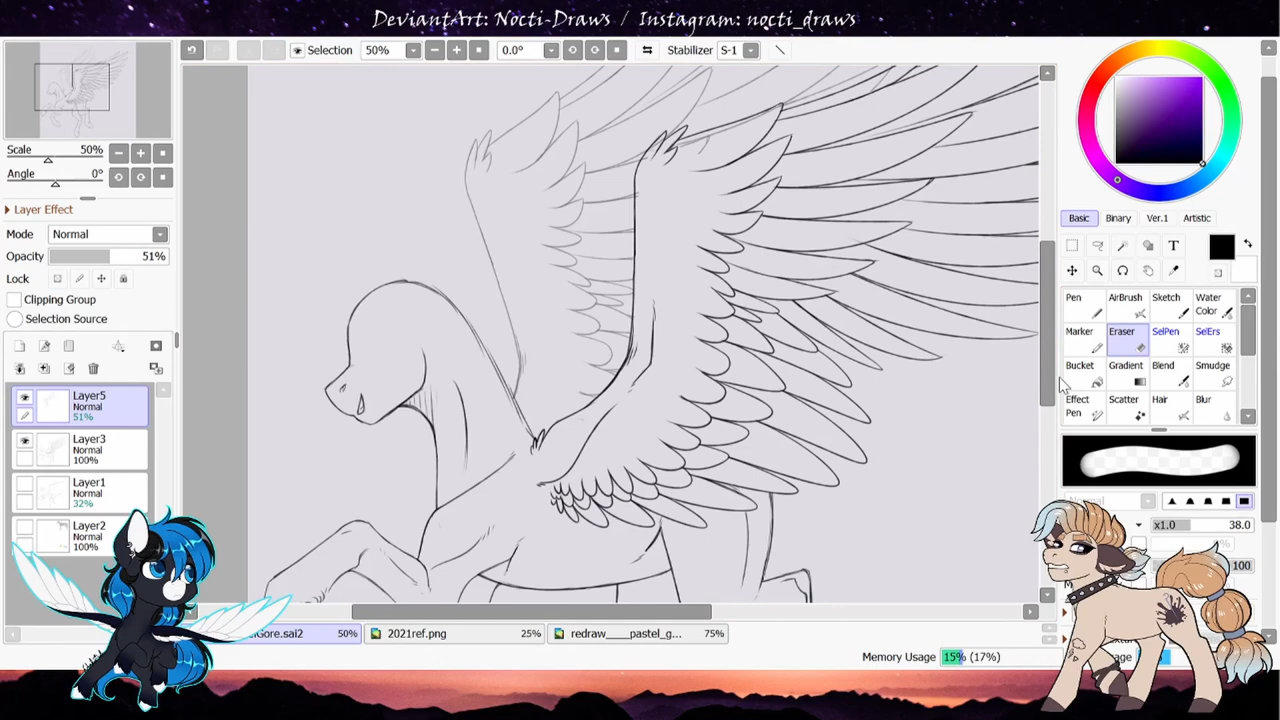 DeviantArt: Nocti-Draws / Instagram: nocti_draws
Selection 50% 0.0° Stabilizer S-1
Scale 50%
Angle 0°
Layer Effect
Mode Normal
Opacity 51%
Lock
Clipping Group
Selection Source
Layer5
Normal
51%
Layer3
Normal
100%
Layer1
Normal
32%
Layer2
Normal
100%
Basic Binary Ver.1 Artistic
T
Pen AirBrush Sketch Water Color
Marker Eraser SelPen SelErs
Bucket Gradient Blend Smudge
Effect Pen Scatter Hair Blur
Normal
x1.0 38.0
100
50% 2021ref.png 25% redraw____pastel_g... 75%
Memory Usage 15% (17%)